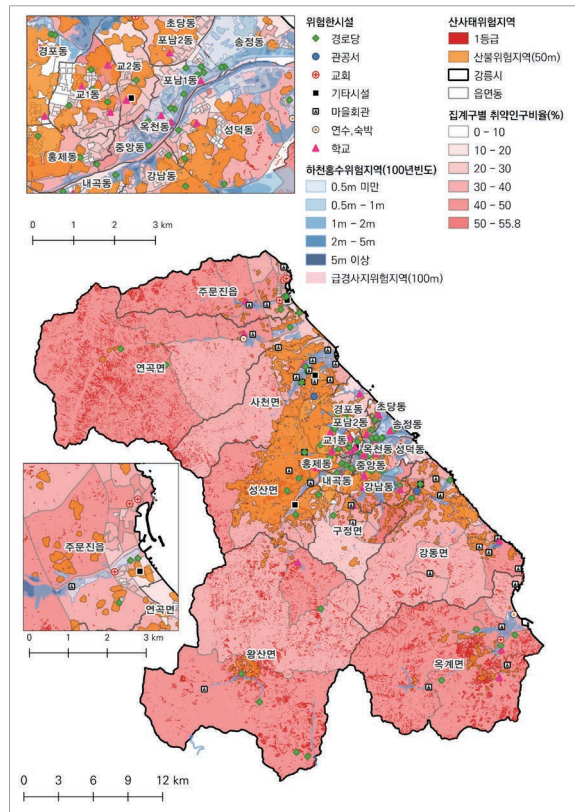 초당동
경포동
포남2동
송정동
교2동
포남1동
교1동
옥천동
성덕동
중앙동
홍제동
강남동
내곡동
0 1 2 3 km
위험한시설
경로당
관공서
교회
기타시설
마을회관
연수,숙박
학교
하천홍수위험지역(100년빈도)
0.5m 미만
0.5m – 1m
1m – 2m
2m – 5m
5m 이상
급경사지위험지역(100m)
산사태위험지역
1등급
산불위험지역(50m)
강릉시
읍면동
집계구별 취약인구비율(%)
0 – 10
10 – 20
20 – 30
30 – 40
40 – 50
50 – 55.8
주문진읍
연곡면
사천면
경포동
초당동
포남2동
송정동
교1동
옥천동
성덕동
홍제동
중앙동
성산면
내곡동
강남동
구정면
강동면
왕산면
옥계면
주문진읍
연곡면
0 1 2 3 km
0 3 6 9 12 km